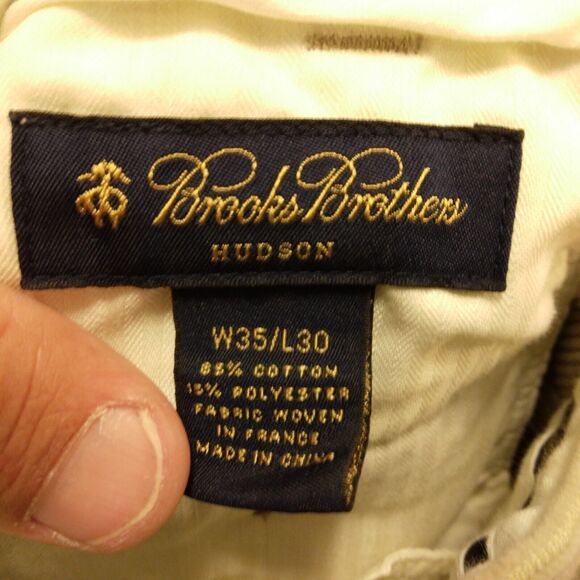 Brooks Brothers
HUDSON
W35/L30
85% COTTON
15% POLYESTER
FABRIC WOVEN
IN FRANCE
MADE IN CHINA